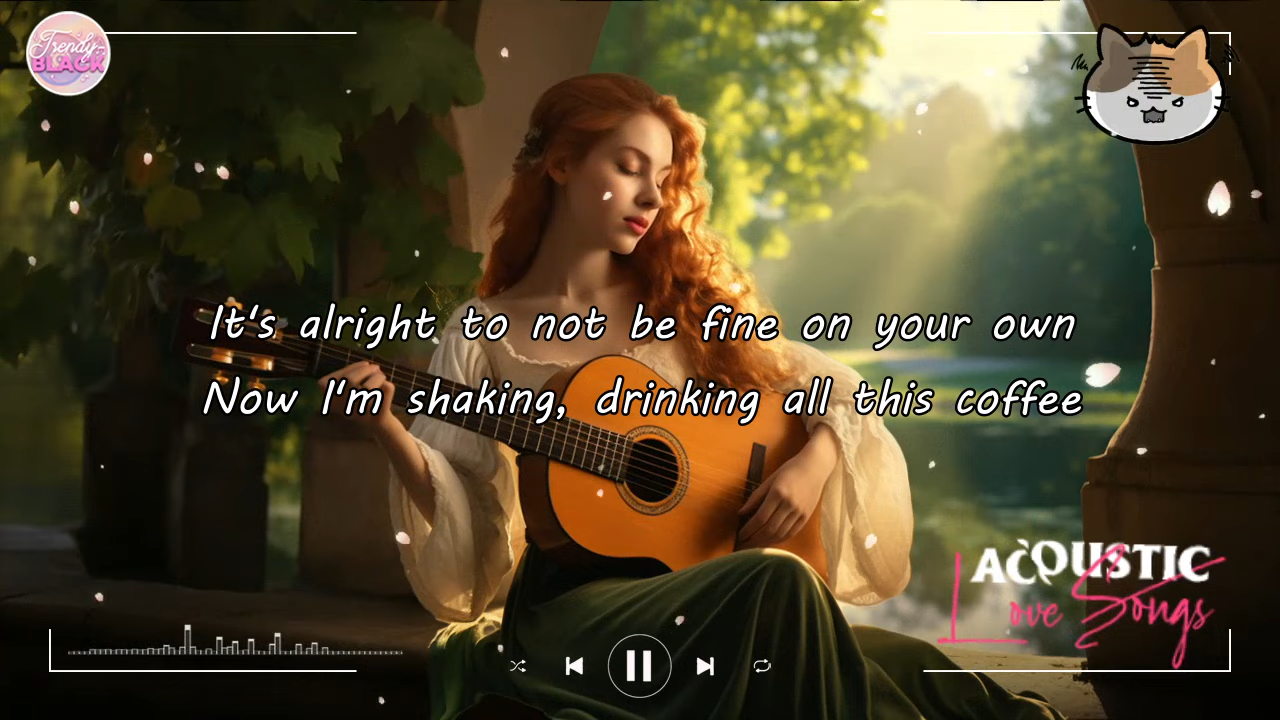 Trendy
BLACK
It's alright to not be fine on your own
Now I'm shaking, drinking all this coffee
ACOUSTIC
Love Songs